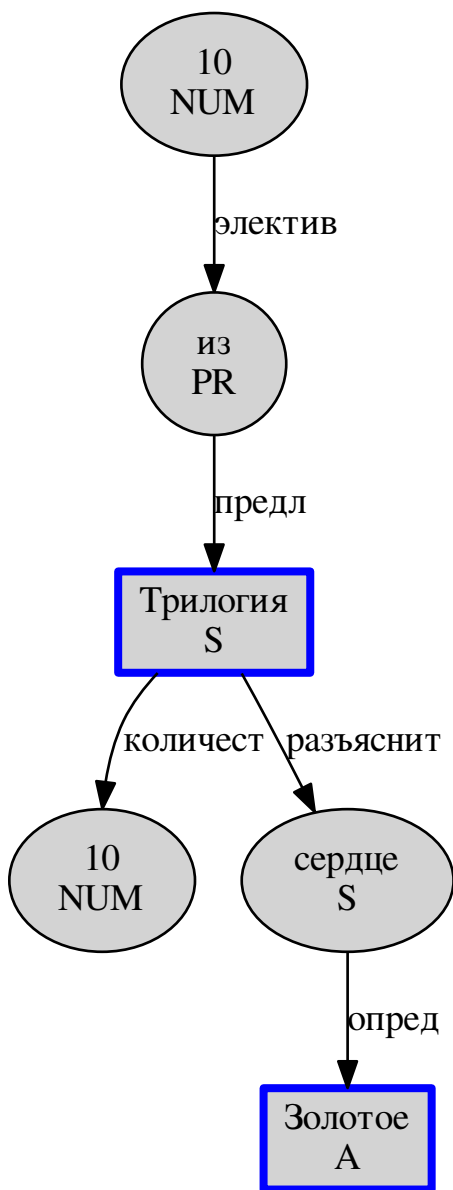 10
NUM
электив
из
PR
предл
Трилогия
S
количест разъяснит
10
NUM
сердце
S
опред
Золотое
A